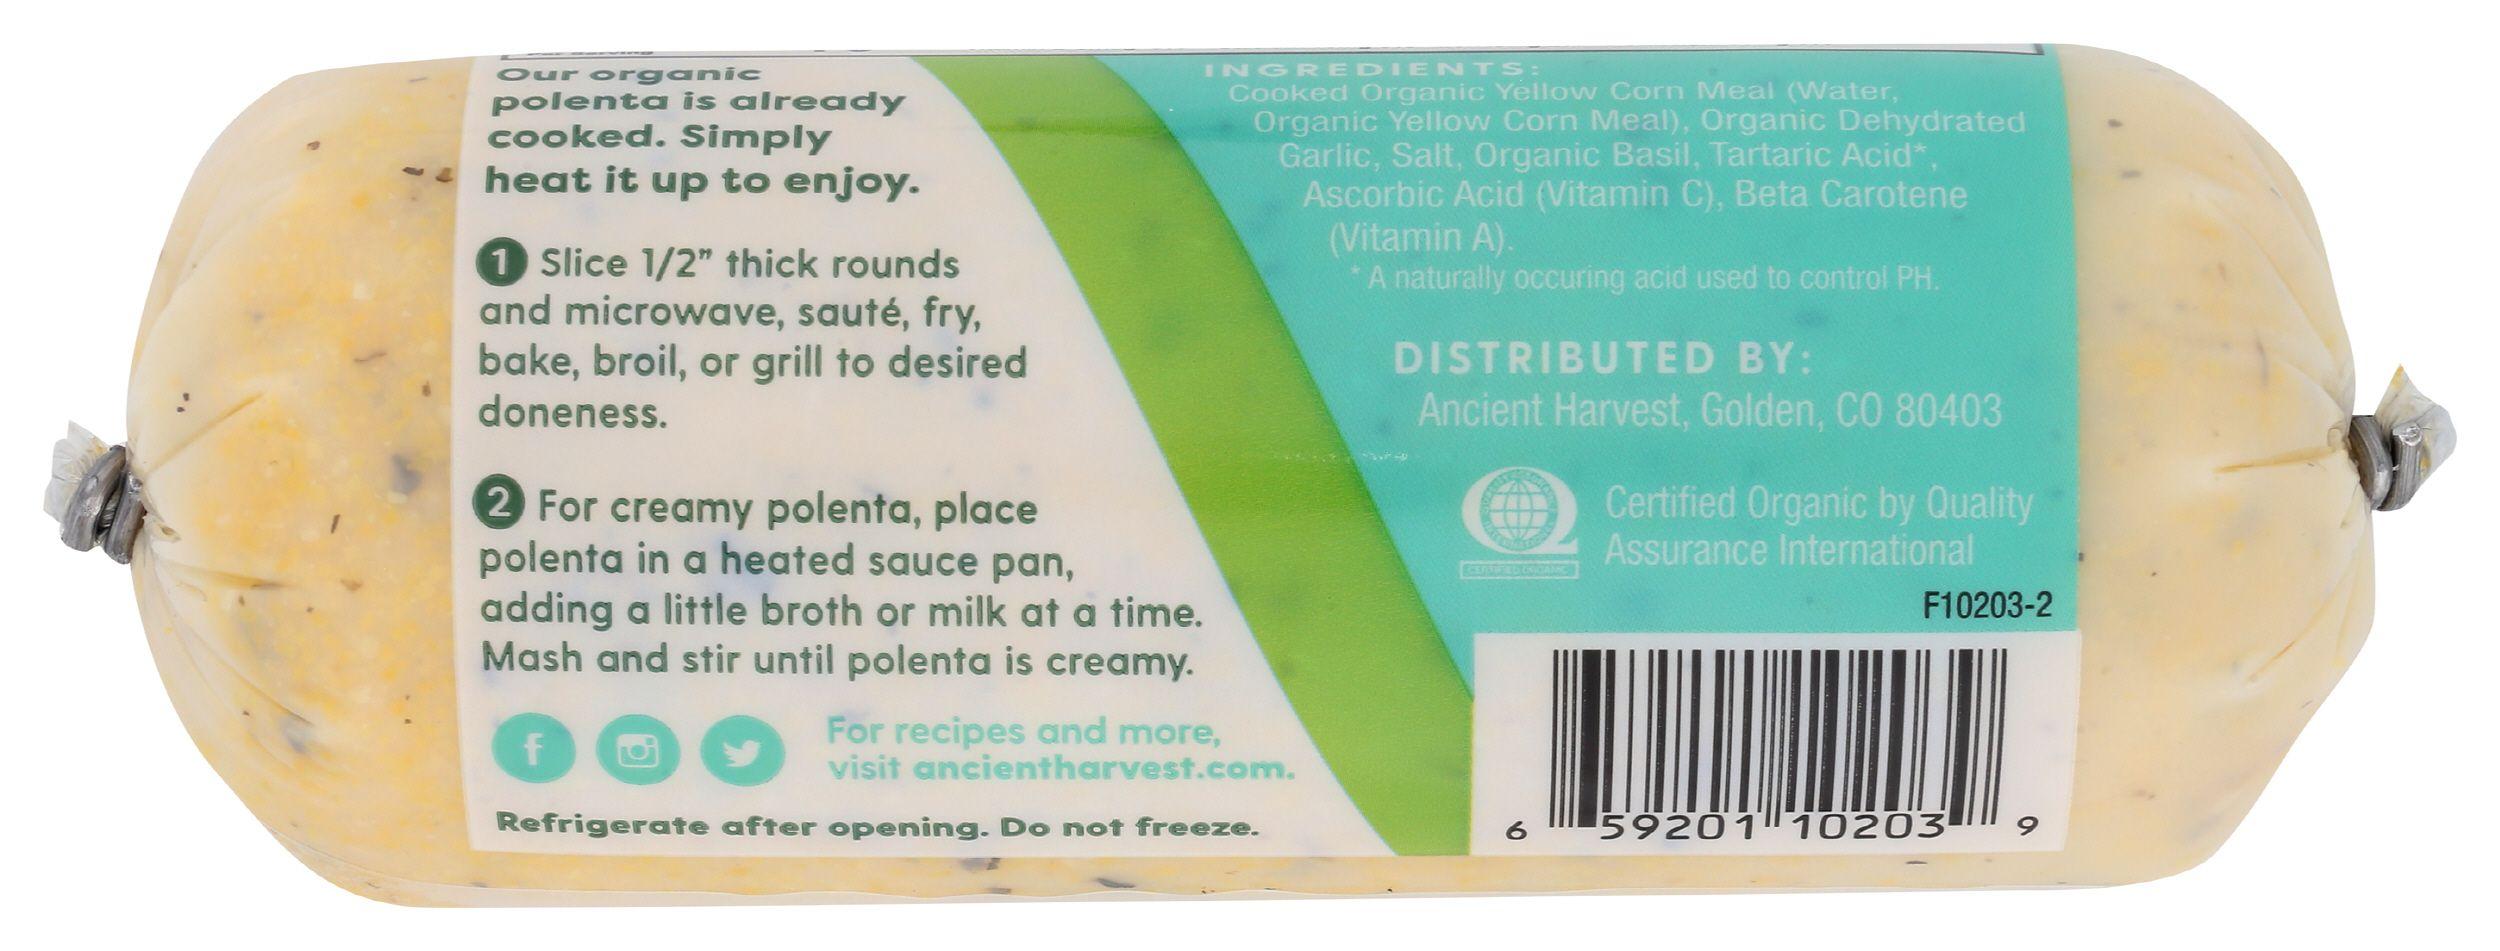 Per Serving
Our organic
polenta is already
cooked. Simply
heat it up to enjoy.
1 Slice 1/2" thick rounds
and microwave, sauté, fry,
bake, broil, or grill to desired
doneness.
2 For creamy polenta, place
polenta in a heated sauce pan,
adding a little broth or milk at a time.
Mash and stir until polenta is creamy.
For recipes and more,
visit ancientharvest.com.
Refrigerate after opening. Do not freeze.
INGREDIENTS:
Cooked Organic Yellow Corn Meal (Water,
Organic Yellow Corn Meal), Organic Dehydrated
Garlic, Salt, Organic Basil, Tartaric Acid*,
Ascorbic Acid (Vitamin C), Beta Carotene
(Vitamin A).
* A naturally occuring acid used to control PH.
DISTRIBUTED BY:
Ancient Harvest, Golden, CO 80403
CERTIFIED ORGANIC
Certified Organic by Quality
Assurance International
F10203-2
6 59201 10203 9